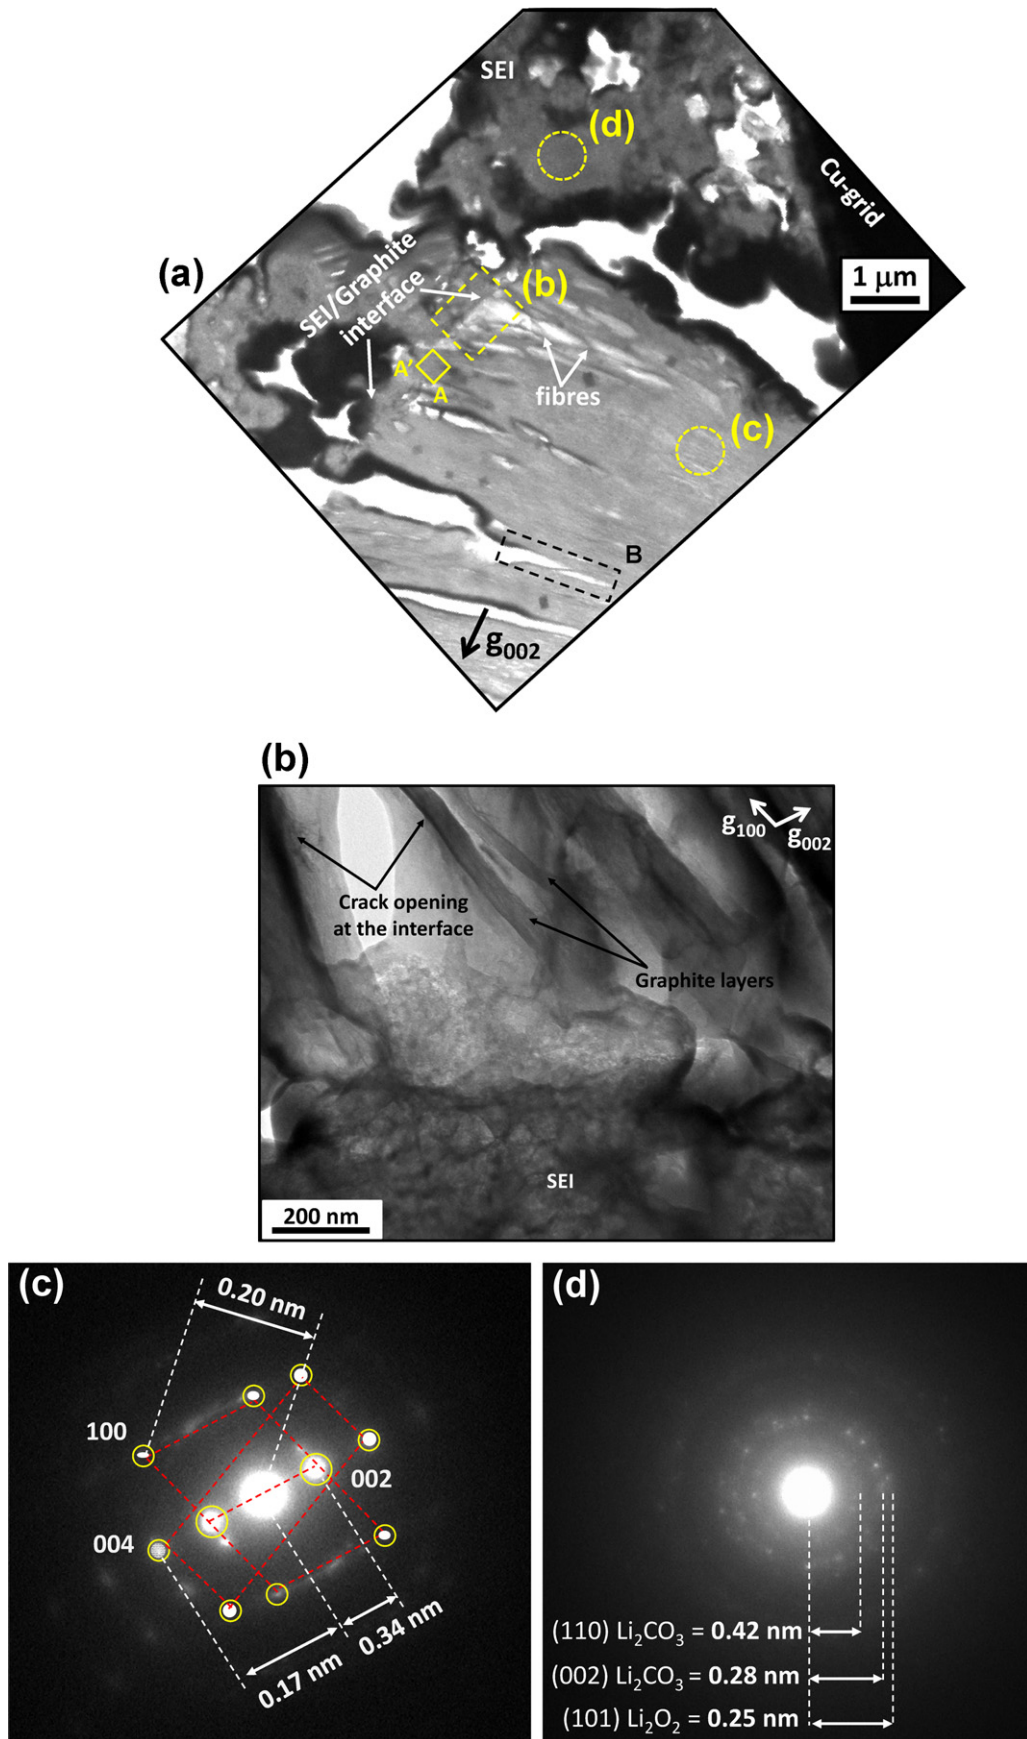 SEI
(d)
Cu-grid
(a)
SEI/Graphite
interface
(b)
1 µm
A'
A
fibres
(c)
B
g002
(b)
g100
g002
Crack opening
at the interface
Graphite layers
SEI
200 nm
(c)
0.20 nm
100
002
004
0.34 nm
0.17 nm
(d)
(110) Li2CO3 = 0.42 nm
(002) Li2CO3 = 0.28 nm
(101) Li2O2 = 0.25 nm